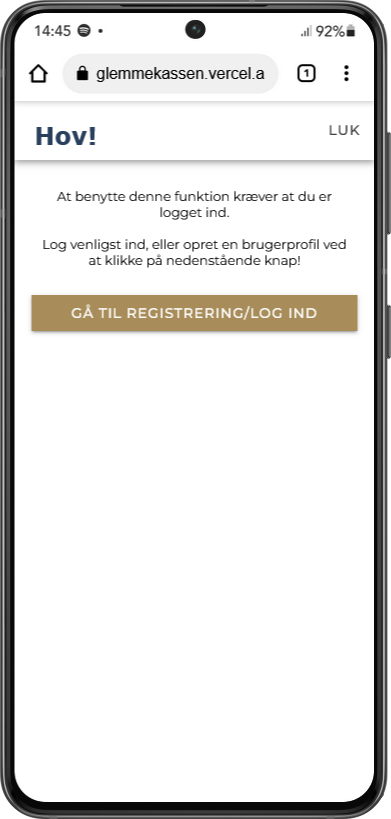 14:45
92%
glemmekassen.vercel.a
1
Hov!
LUK
At benytte denne funktion kræver at du er
logget ind.
Log venligst ind, eller opret en brugerprofil ved
at klikke på nedenstående knap!
GÅ TIL REGISTRERING/LOG IND